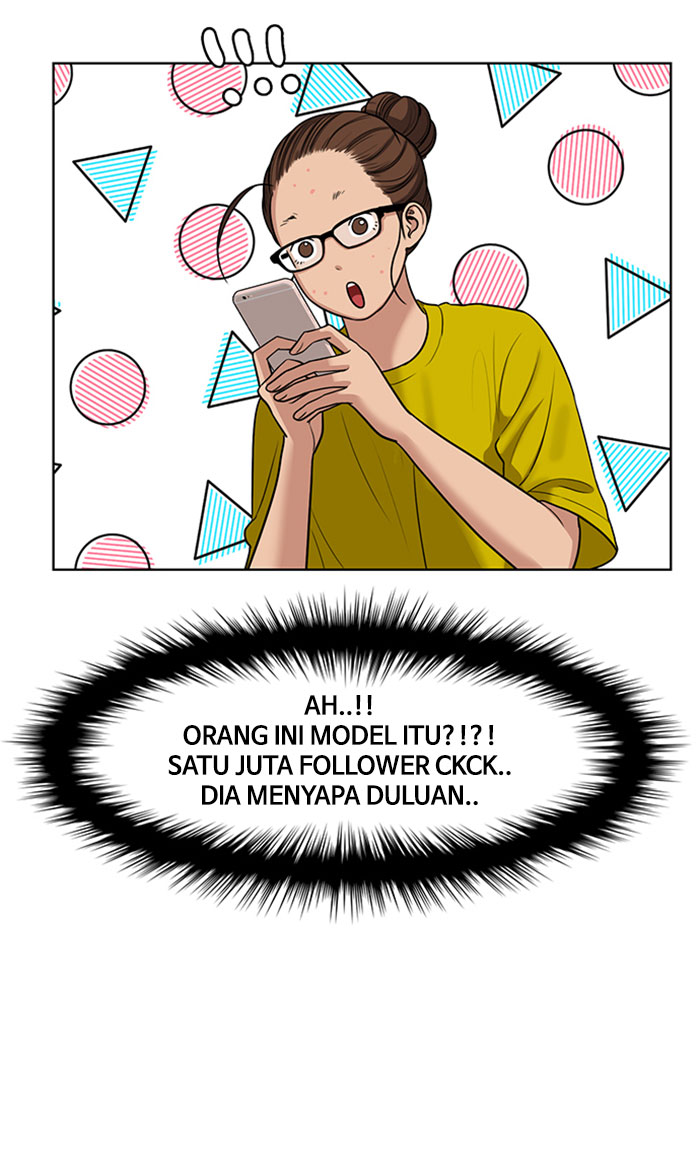 AH..!!
ORANG INI MODEL ITU?!?!
SATU JUTA FOLLOWER CKCK..
DIA MENYAPA DULUAN..